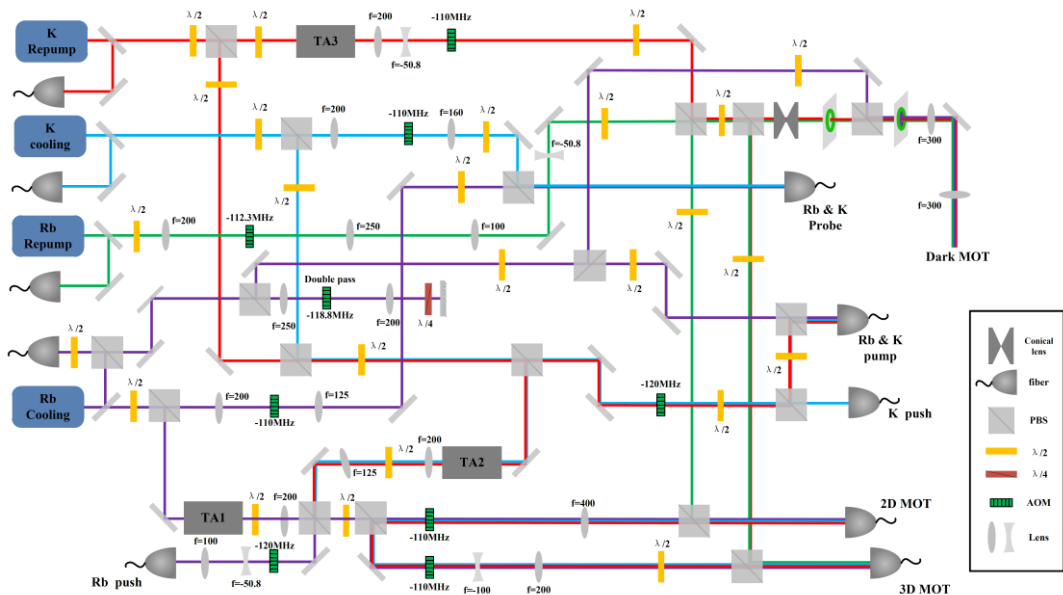 λ/2
λ/2
f=200
-110MHz
λ/2
λ/2
K
Repump
TA3
f=-50.8
λ/2
λ/2
f=200
-110MHz
f=160
λ/2
λ/2
λ/2
K
cooling
f=-50.8
f=300
λ/2
λ/2
Rb & K
Probe
f=300
λ/2
f=200
-112.3MHz
λ/2
Rb
Repump
f=250
f=100
Dark MOT
Double pass
λ/2
λ/2
λ/2
-118.8MHz
f=250
f=200
λ/4
λ/2
Rb & K
pump
λ/2
λ/2
Conical
lens
fiber
Rb
Cooling
λ/2
f=200
f=125
-110MHz
-120MHz
λ/2
K push
PBS
f=200
λ/2
TA2
f=125
λ/2
λ/4
λ/2
f=200
λ/2
f=400
2D MOT
AOM
TA1
-110MHz
f=100
-120MHz
Lens
Rb push
f=-50.8
-110MHz
f=-100
f=200
λ/2
3D MOT